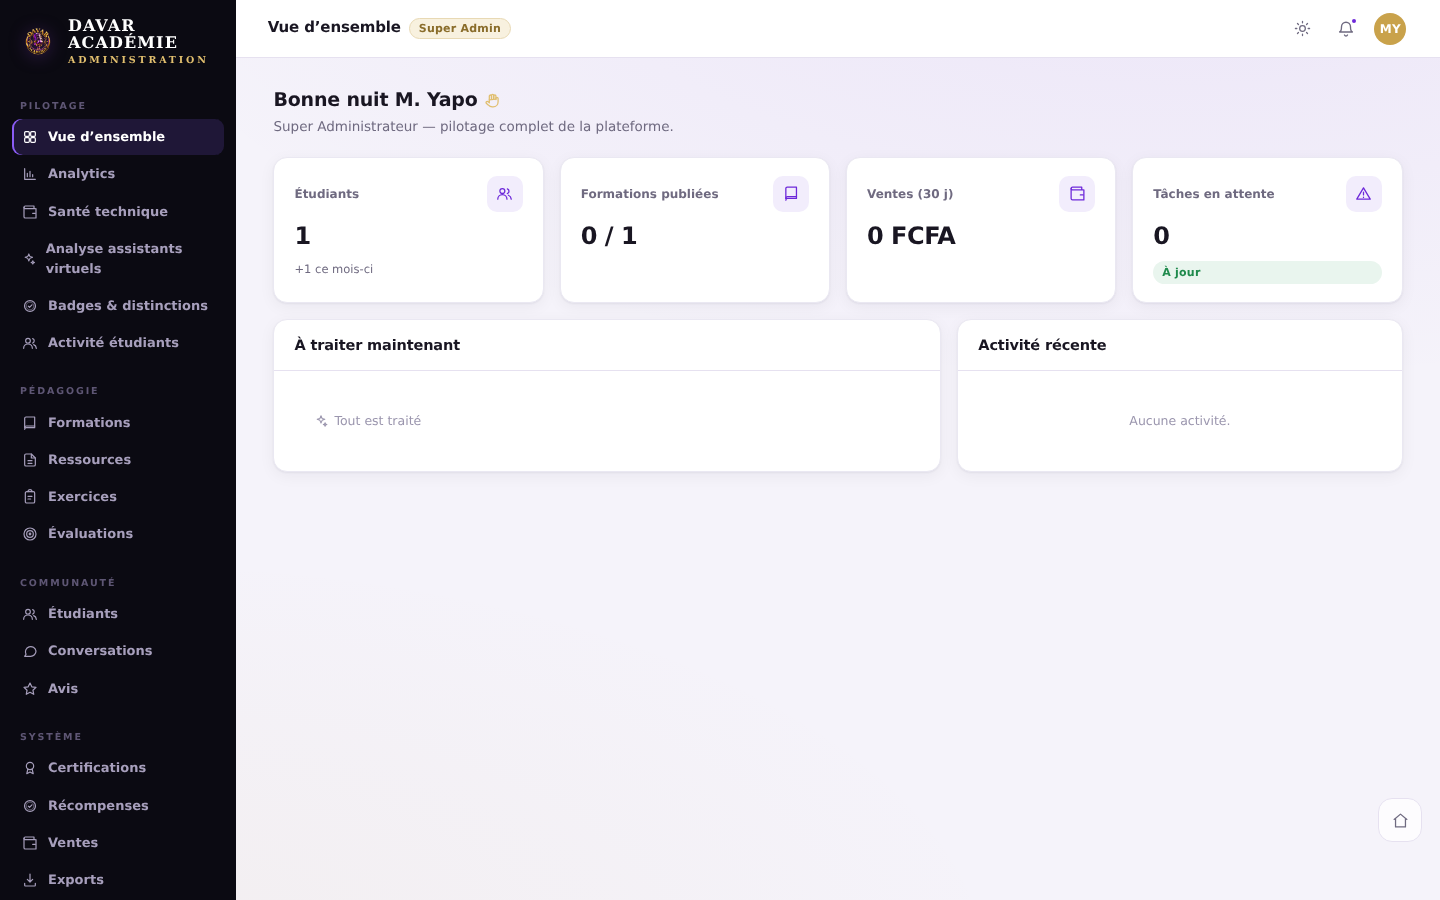 DAVAR
ACADÉMIE
ADMINISTRATION
PILOTAGE
Vue d’ensemble
Analytics
Santé technique
Analyse assistants
virtuels
Badges & distinctions
Activité étudiants
PÉDAGOGIE
Formations
Ressources
Exercices
Évaluations
COMMUNAUTÉ
Étudiants
Conversations
Avis
SYSTÈME
Certifications
Récompenses
Ventes
Exports
Vue d’ensemble Super Admin
MY
Bonne nuit M. Yapo
Super Administrateur — pilotage complet de la plateforme.
Étudiants
1
+1 ce mois-ci
Formations publiées
0 / 1
Ventes (30 j)
0 FCFA
Tâches en attente
0
À jour
À traiter maintenant
Tout est traité
Activité récente
Aucune activité.